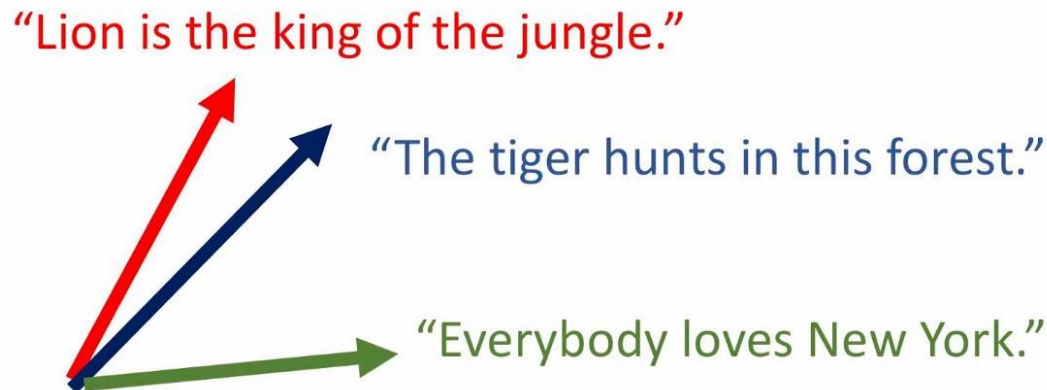 “Lion is the king of the jungle.”
“The tiger hunts in this forest.”
“Everybody loves New York.”